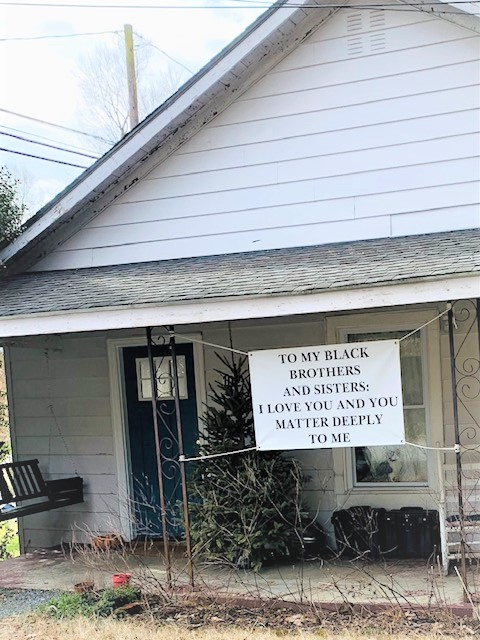 TO MY BLACK
BROTHERS
AND SISTERS:
I LOVE YOU AND YOU
MATTER DEEPLY
TO ME